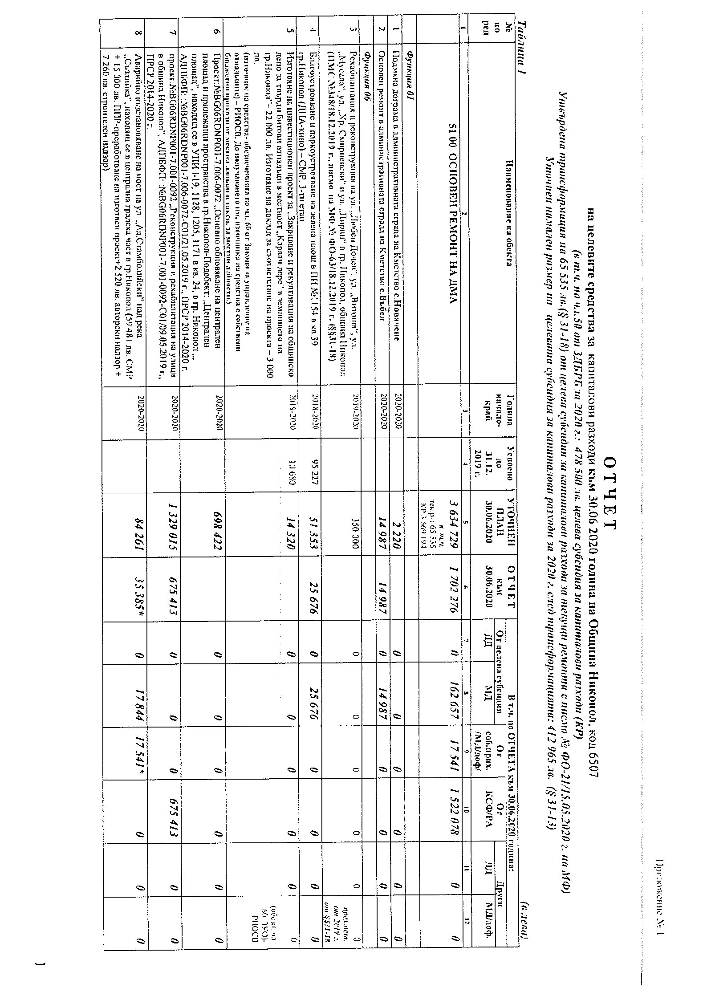 Приложение № 1
О Т Ч Е Т
на целевите средства за капиталови разходи към 30.06 2020 година на Община Никопол, код 6507
(в т.ч. по чл.50 от ЗДБРБ за 2020 г.: 478 500 лв. целева субсидия за капиталови разходи (КР)
Утвърдена трансформация на 65 535 лв.(§ 31-18) от целева субсидия за капиталови разходи за текущи ремонти с писмо № ФО-21/15.05.2020 г. на МФ)
Уточнен намален размер на целевата субсидия за капиталови разходи за 2020 г. след трансформацията: 412 965 лв. (§ 31-13)
Таблица 1
(в лева)
№ по ред
Наименование на обекта
Година начало-край
Усвоено до 31.12. 2019 г.
УТОЧНЕН ПЛАН 30.06.2020
О Т Ч Е Т към 30.06.2020
В т.ч. по ОТЧЕТА към 30.06.2020 година:
От целева субсидия
ДД
МД
От соб.прих. /МД/доф/
От КСФ/РА
Други
ДД
МД/доф.
1 2 3 4 5 6 7 8 9 10 11 12
51 00 ОСНОВЕН РЕМОНТ НА ДМА 3 634 729 1 702 276 0 162 657 17 541 1 522 078 0 0
в т.ч.
тек.р-т 65 535
КР 3 569 194
Функция 01
1 Подмяна дограма в административната сграда на Кметство с.Новачене 2020-2020 2 220 0 0 0 0 0 0
2 Основен ремонт в административната сграда на Кметство с.Въбел 2020-2020 14 987 14 987 0 14 987 0 0 0 0
Функция 06
3 Рехабилитация и реконструкция на ул. „Любен Дочев“, ул. „Витоша“, ул. 2019-2020 350 000 0 0 0 0 0 0
„Мусала“, ул. „Хр. Смирненски“ и ул. „Пирин“ в гр. Никопол, община Никопол
(ПМС №348/18.12.2019 г., писмо на МФ № ФО-63/18.12.2019 г. (§§31-18)
прех.ост.
от 2019 г.
от §§31-18
4 Благоустрояване и паркоустрояване на зелена площ в ПИ №1154 в кв.39 2018-2020 95 227 51 353 25 676 0 25 676 0 0 0 0
гр.Никопол (ДНА-кино) – СМР. 3-ти етап
5 Изготвяне на инвестиционен проект за „Закриване и рекултивация на общинско 2019-2020 10 680 14 320 0 0 0 0 0 0
депо за твърди битови отпадъци в местност „Караач дере“ в землището на
гр.Никопол“– 22 000 лв. Изготвяне на доклад за съответствие на проекта – 3 000
лв.
(източник на средства- обезпеченията по чл. 60 от Закона за управление на
отпадъците) – РИОСВ. До получаването им, източника на средства е собствени
бюджетни приходи от местни данъци и такси, за местни дейности.)
60 ЗУО)-
РИОСВ
6 Проект:№BG06RDNP001-7.006-0072 „Основно обновяване на централен 2020-2020 698 422 0 0 0 0 0 0
площад и прилежащи пространства в гр.Никопол-Подобект: „Централен
площад”, находящ се в УПИ I-19, 1128, 1205, 1171 в кв. 24, в гр. Никопол „,
АДПБФП: :№BG06RDNP001-7.006-0072-C01/21.05.2019 г., ПРСР 2014-2020 г.
7 проект:№BG06RDNP001-7.001-0092 „Реконструкция и рехабилитация на улици 2020-2020 1 329 015 675 413 0 0 0 675 413 0 0
в община Никопол“, АДПБФП: :№BG06RDNP001-7.001-0092-C01/09.05.2019 г.,
ПРСР 2014-2020 г.
8 Аварийно възстановяване на мост на ул. „Ал.Стамболийски“ над река 2020-2020 84 261 35 385* 0 17 844 17 541* 0 0 0
„Съзлийка“, находящ се в централна градска част в гр.Никопол (59 481 лв. СМР
+ 15 000 лв. ППР-преработване на изготвен проект+2 520 лв. авторски надзор +
7 260 лв. строителен надзор)
1